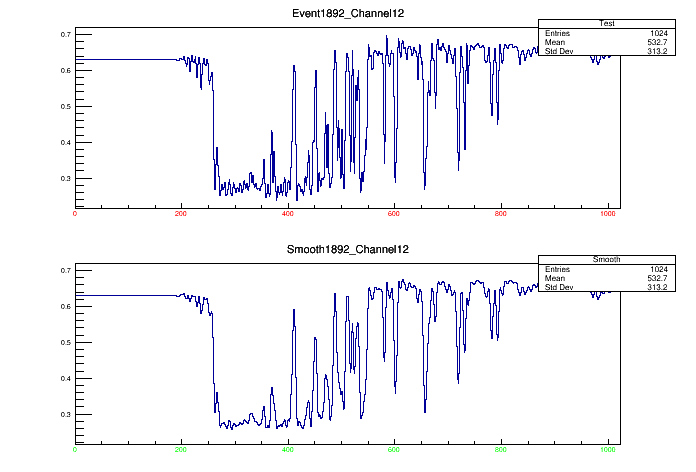 Event1892_Channel12
Test
Entries 1024
Mean 532.7
Std Dev 313.2
0.7
0.6
0.5
0.4
0.3
0 200 400 600 800 1000
Smooth1892_Channel12
Smooth
Entries 1024
Mean 532.7
Std Dev 313.2
0.7
0.6
0.5
0.4
0.3
0 200 400 600 800 1000